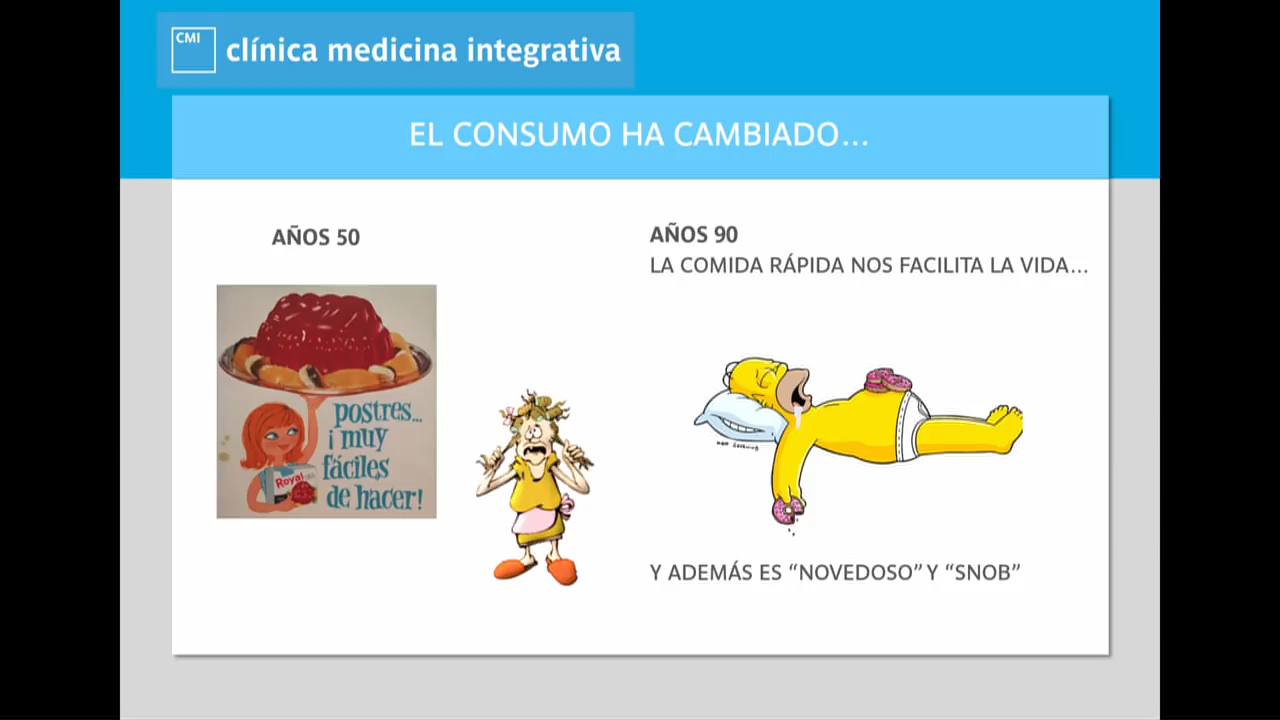 CMI
clínica medicina integrativa
EL CONSUMO HA CAMBIADO...
AÑOS 50
postres...
¡ muy
fáciles
de hacer!
Royal
AÑOS 90
LA COMIDA RÁPIDA NOS FACILITA LA VIDA...
Y ADEMÁS ES “NOVEDOSO” Y “SNOB”